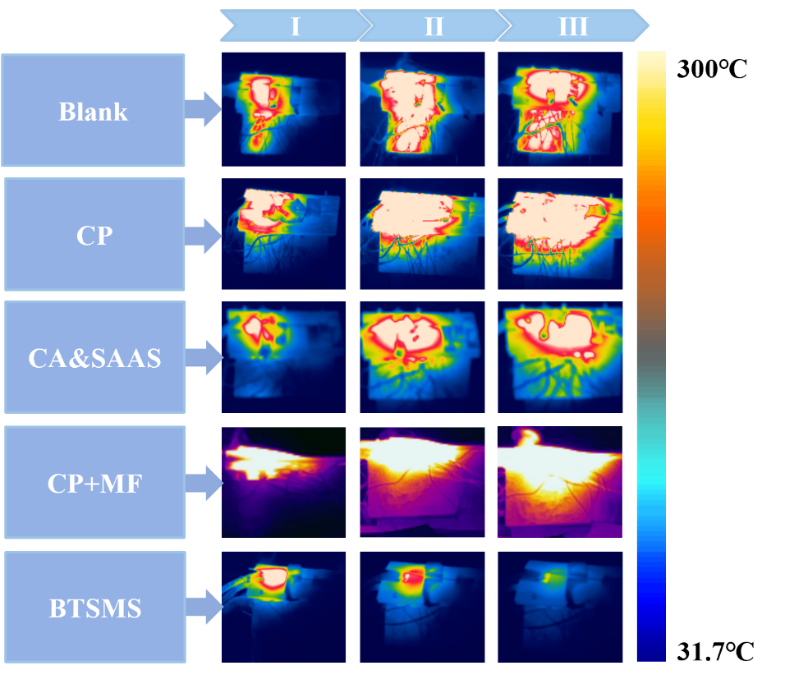 I II III
300℃
Blank
CP
CA&SAAS
CP+MF
BTSMS
31.7℃